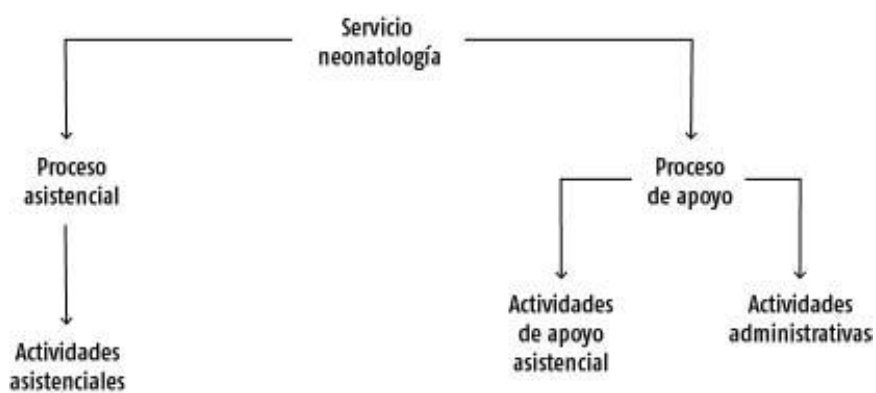 Servicio
neonatología
Proceso
asistencial
Proceso
de apoyo
Actividades
asistenciales
Actividades
de apoyo
asistencial
Actividades
administrativas